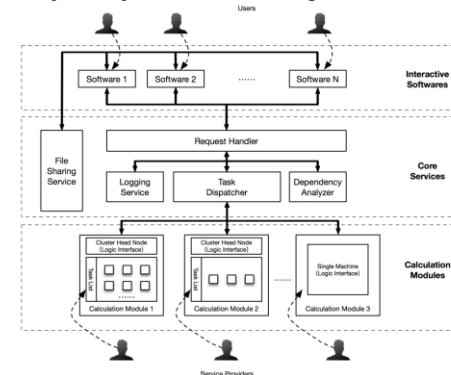 Users
Software 1
Software 2
......
Software N
Interactive
Softwares
File
Sharing
Service
Request Handler
Logging
Service
Task
Dispatcher
Dependency
Analyzer
Core
Services
Cluster Head Node
(Logic Interface)
Task List
......
Calculation Module 1
Cluster Head Node
(Logic Interface)
Task List
Calculation Module 2
......
Single Machine
(Logic Interface)
Calculation Module 3
Calculation
Modules
Service Providers